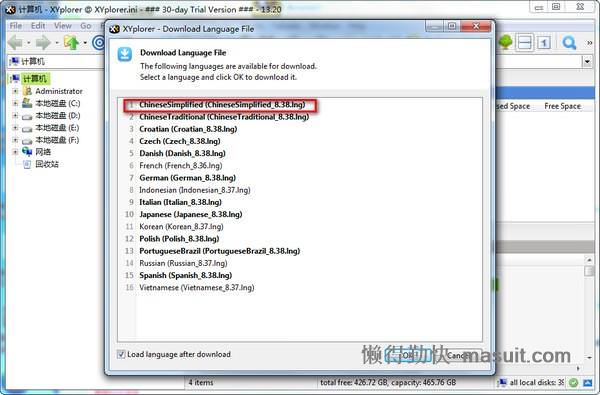 计算机 - XYplorer @ XYplorer.ini - ### 30-day Trial Version ### - 13.20
File
计算机
计算机
Administrator
本地磁盘 (C:)
本地磁盘 (D:)
本地磁盘 (E:)
本地磁盘 (F:)
网络
回收站
XYplorer - Download Language File
Download Language File
The following languages are available for download.
Select a language and click OK to download it.
1 ChineseSimplified (ChineseSimplified_8.38.lng)
2 ChineseTraditional (ChineseTraditional_8.38.lng)
3 Croatian (Croatian_8.38.lng)
4 Czech (Czech_8.38.lng)
5 Danish (Danish_8.38.lng)
6 French (French_8.36.lng)
7 German (German_8.38.lng)
8 Indonesian (Indonesian_8.37.lng)
9 Italian (Italian_8.38.lng)
10 Japanese (Japanese_8.38.lng)
11 Korean (Korean_8.37.lng)
12 Polish (Polish_8.38.lng)
13 PortugueseBrazil (PortugueseBrazil_8.38.lng)
14 Russian (Russian_8.37.lng)
15 Spanish (Spanish_8.38.lng)
16 Vietnamese (Vietnamese_8.37.lng)
Load language after download
OK
Cancel
sed Space Free Space
4 items
total free: 426.72 GB, capacity: 465.76 GB
all local disks: 35
懒得勤快-masuit.com